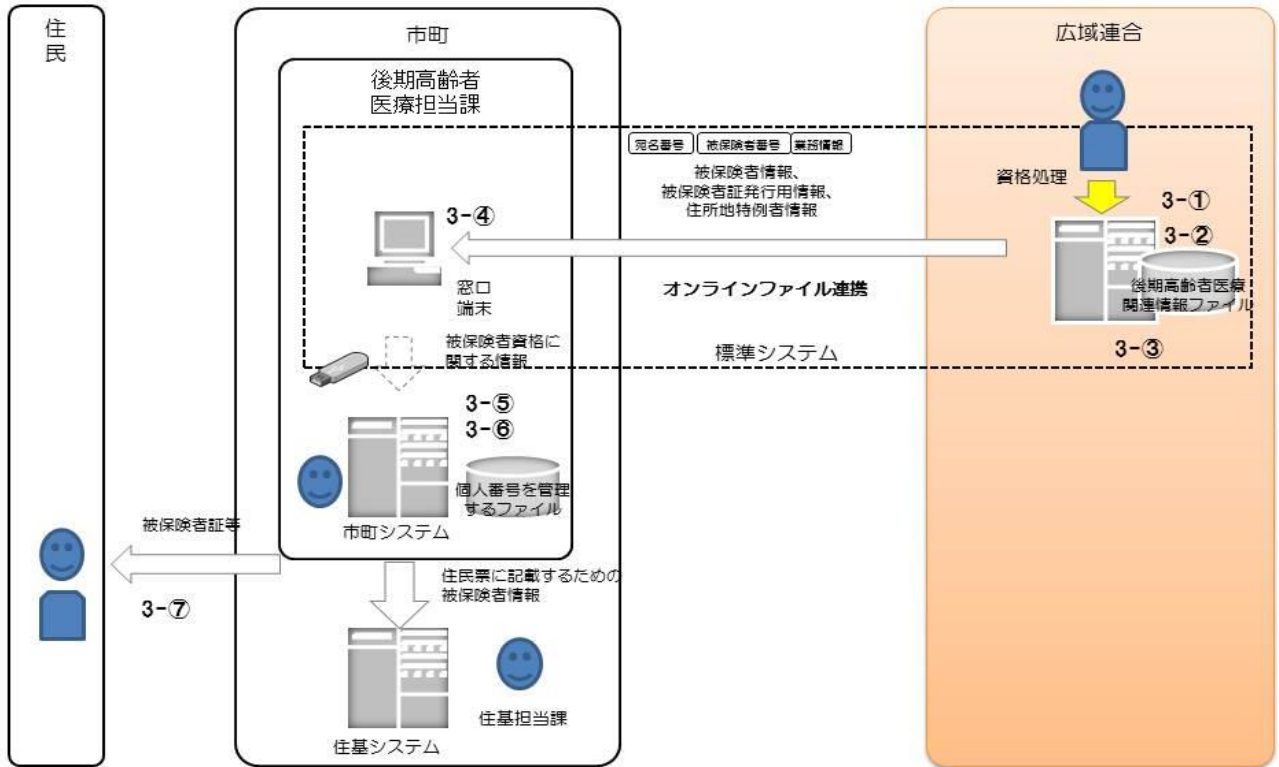 住
民
市町
後期高齢者
医療担当課
広域連合
宛名番号 被保険者番号 業務情報
被保険者情報、
被保険者証発行用情報、
住所地特例者情報
資格処理
3-①
3-②
後期高齢者医療
関連情報ファイル
3-③
3-④
窓口
端末
オンラインファイル連携
標準システム
被保険者資格に
関する情報
3-⑤
3-⑥
個人番号を管理
するファイル
市町システム
被保険者証等
3-⑦
住民票に記載するための
被保険者情報
住基担当課
住基システム